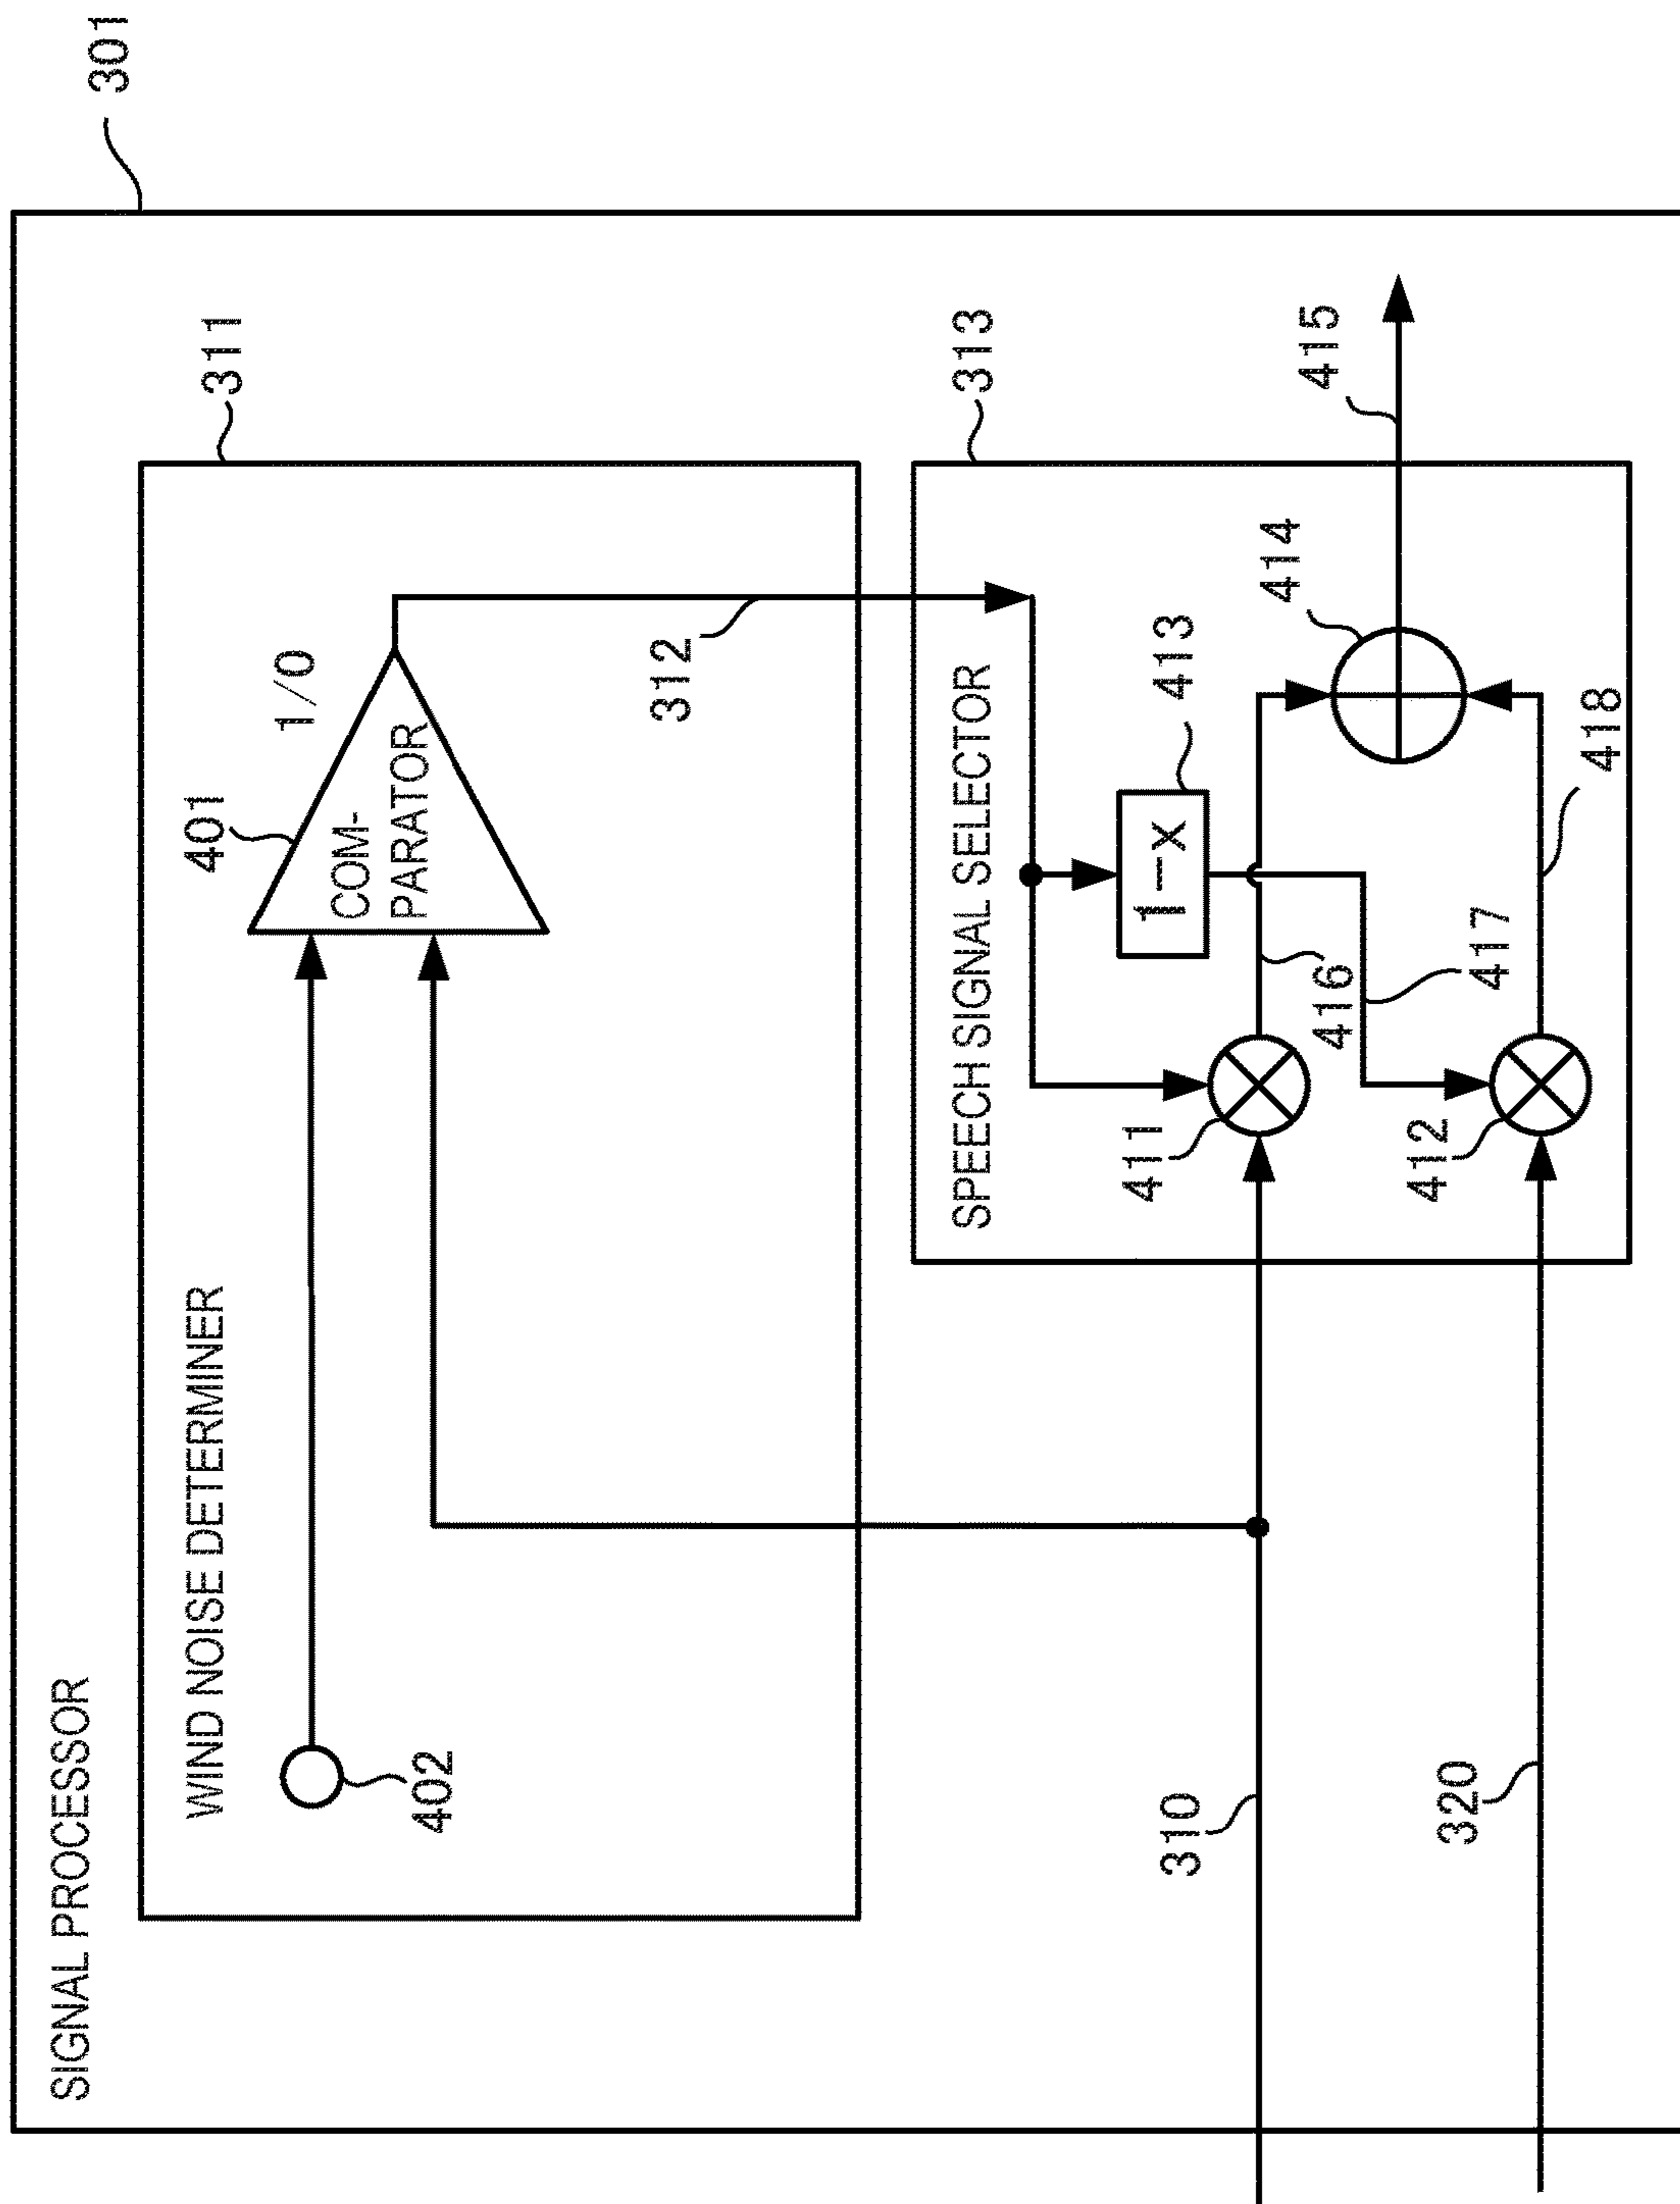 301
SIGNAL PROCESSOR
311
WIND NOISE DETERMINER
401
1/0
COM-
PARATOR
402
312
313
SPEECH SIGNAL SELECTOR
413
1-x
414
415
411
416
417
412
418
310
320